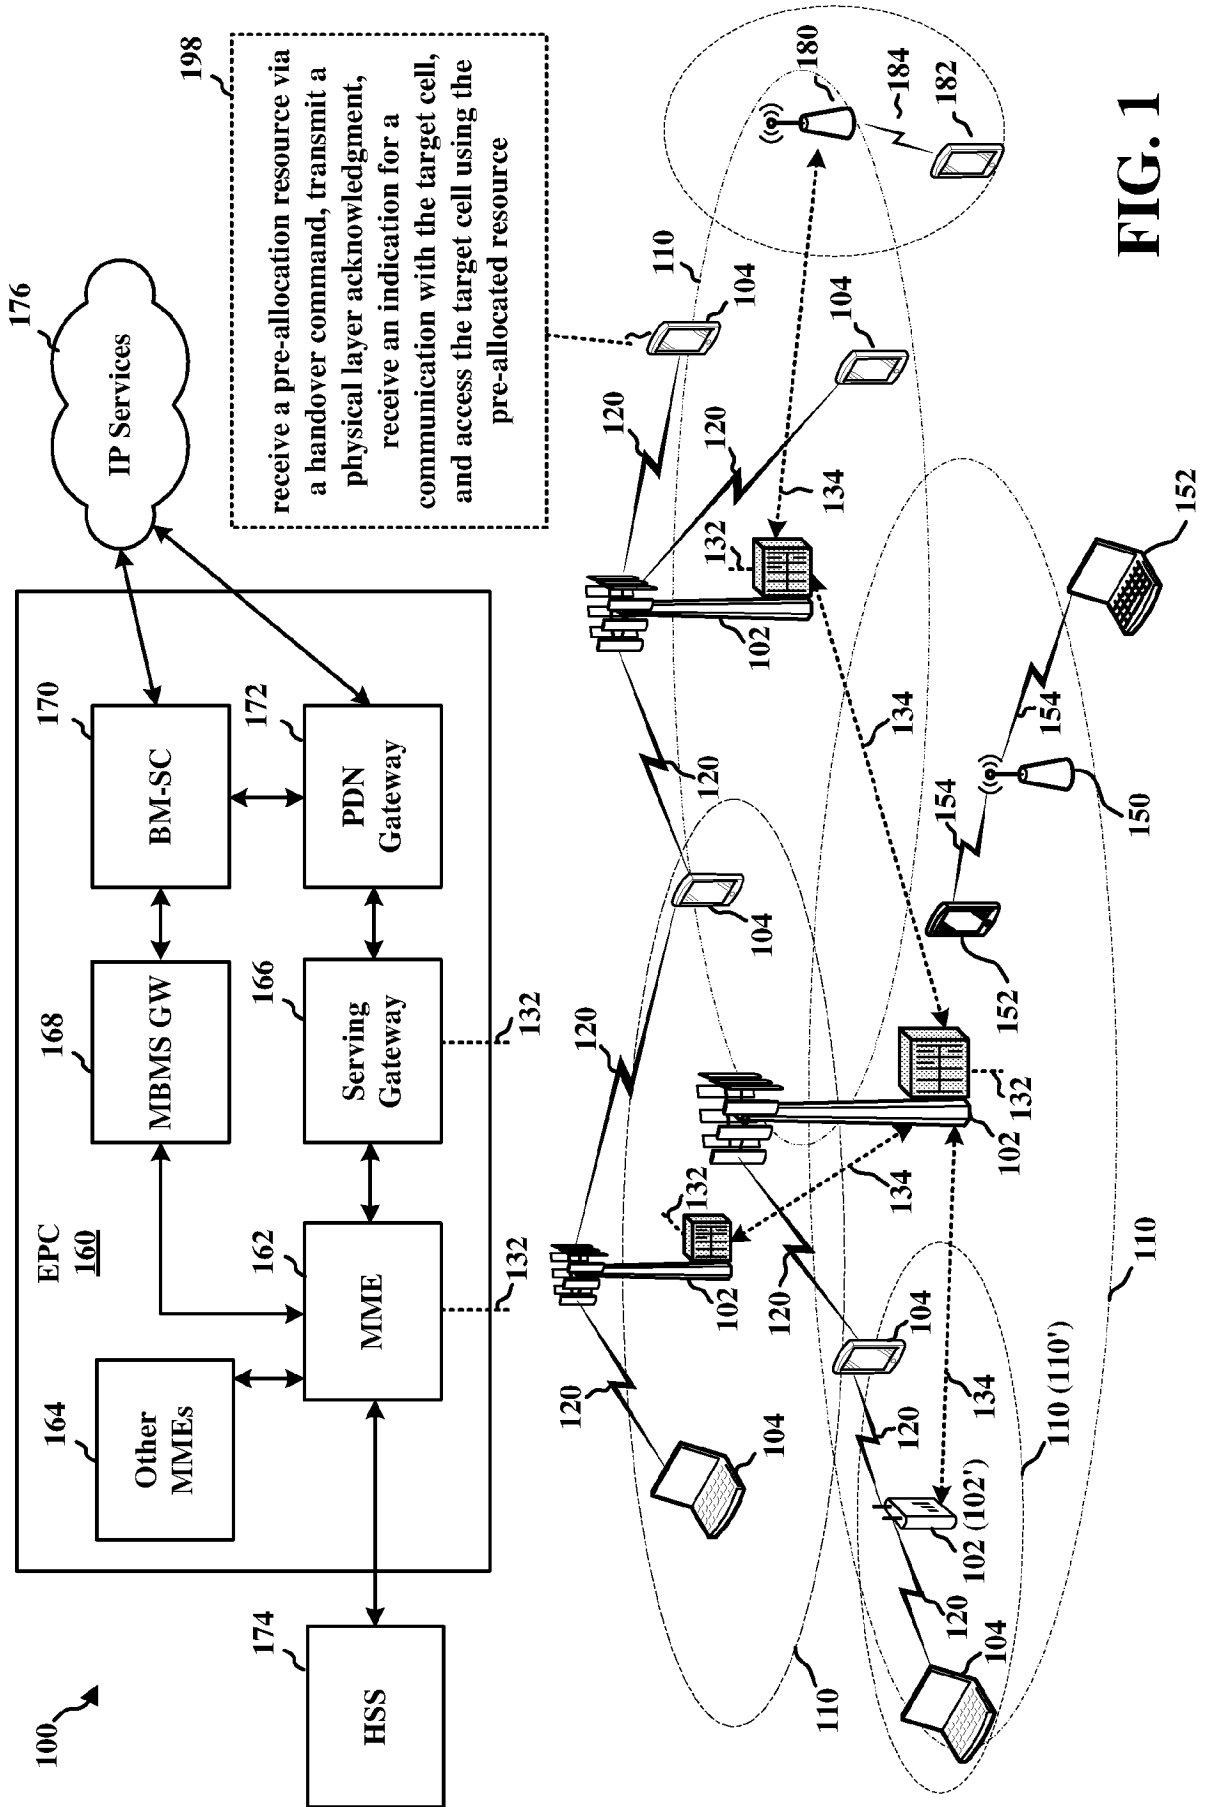 100
HSS
174
EPC
160
Other
MMEs
164
MME
162
132
MBMS GW
168
Serving
Gateway
166
132
BM-SC
170
PDN
Gateway
172
IP Services
176
198
receive a pre-allocation resource via
a handover command, transmit a
physical layer acknowledgment,
receive an indication for a
communication with the target cell,
and access the target cell using the
pre-allocated resource
110
104
120
102
132
134
120
104
120
120
104
120
120
102
132
134
110
104
104
180
184
182
134
102
132
120
134
120
104
120
102 (102')
104
134
110 (110')
110
152
154
150
154
152
FIG. 1